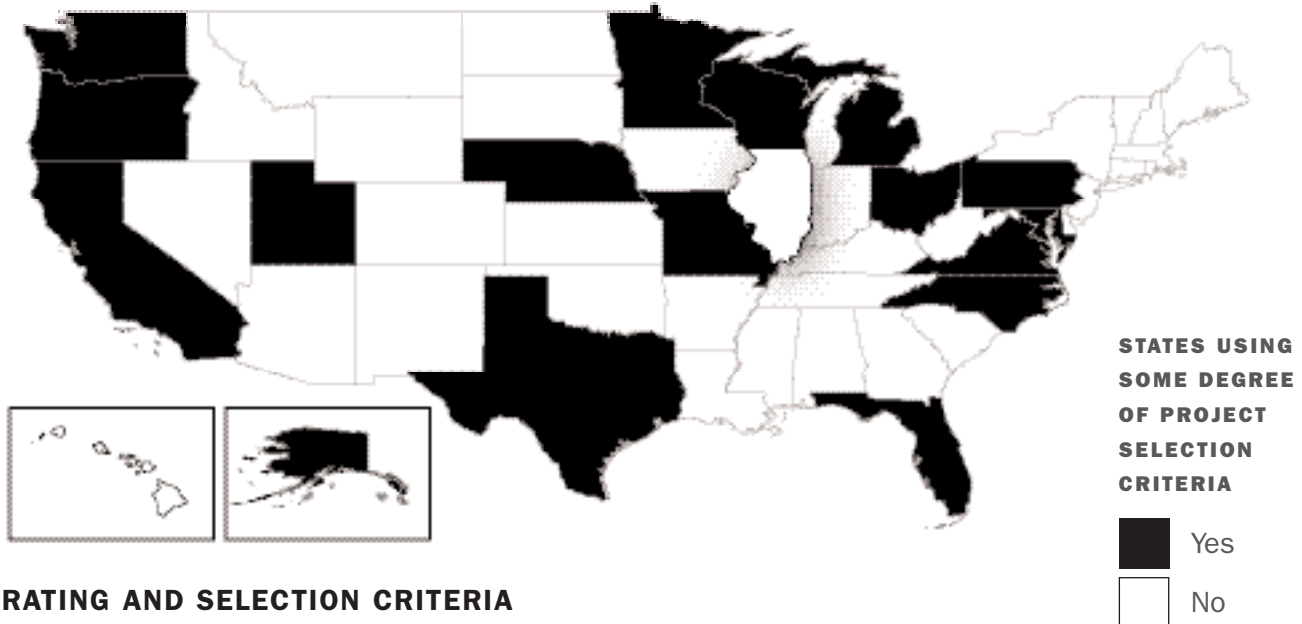 STATES USING
SOME DEGREE
OF PROJECT
SELECTION
CRITERIA
Yes
No
RATING AND SELECTION CRITERIA